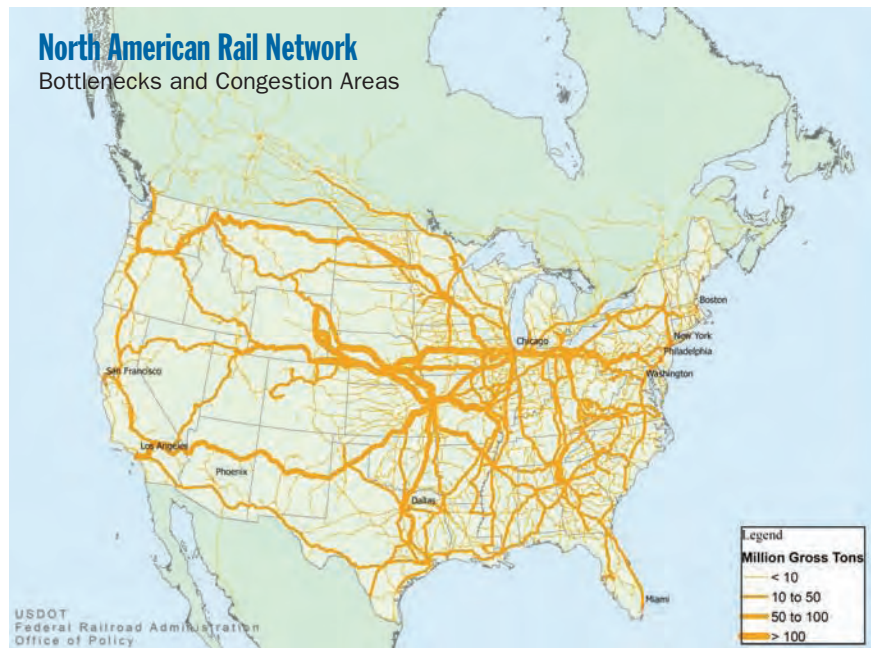 North American Rail Network
Bottlenecks and Congestion Areas
Boston
New York
Chicago
Philadelphia
Washington
San Francisco
Los Angeles
Phoenix
Dallas
Miami
Legend
Million Gross Tons
< 10
10 to 50
50 to 100
> 100
USDOT
Federal Railroad Administration
Office of Policy